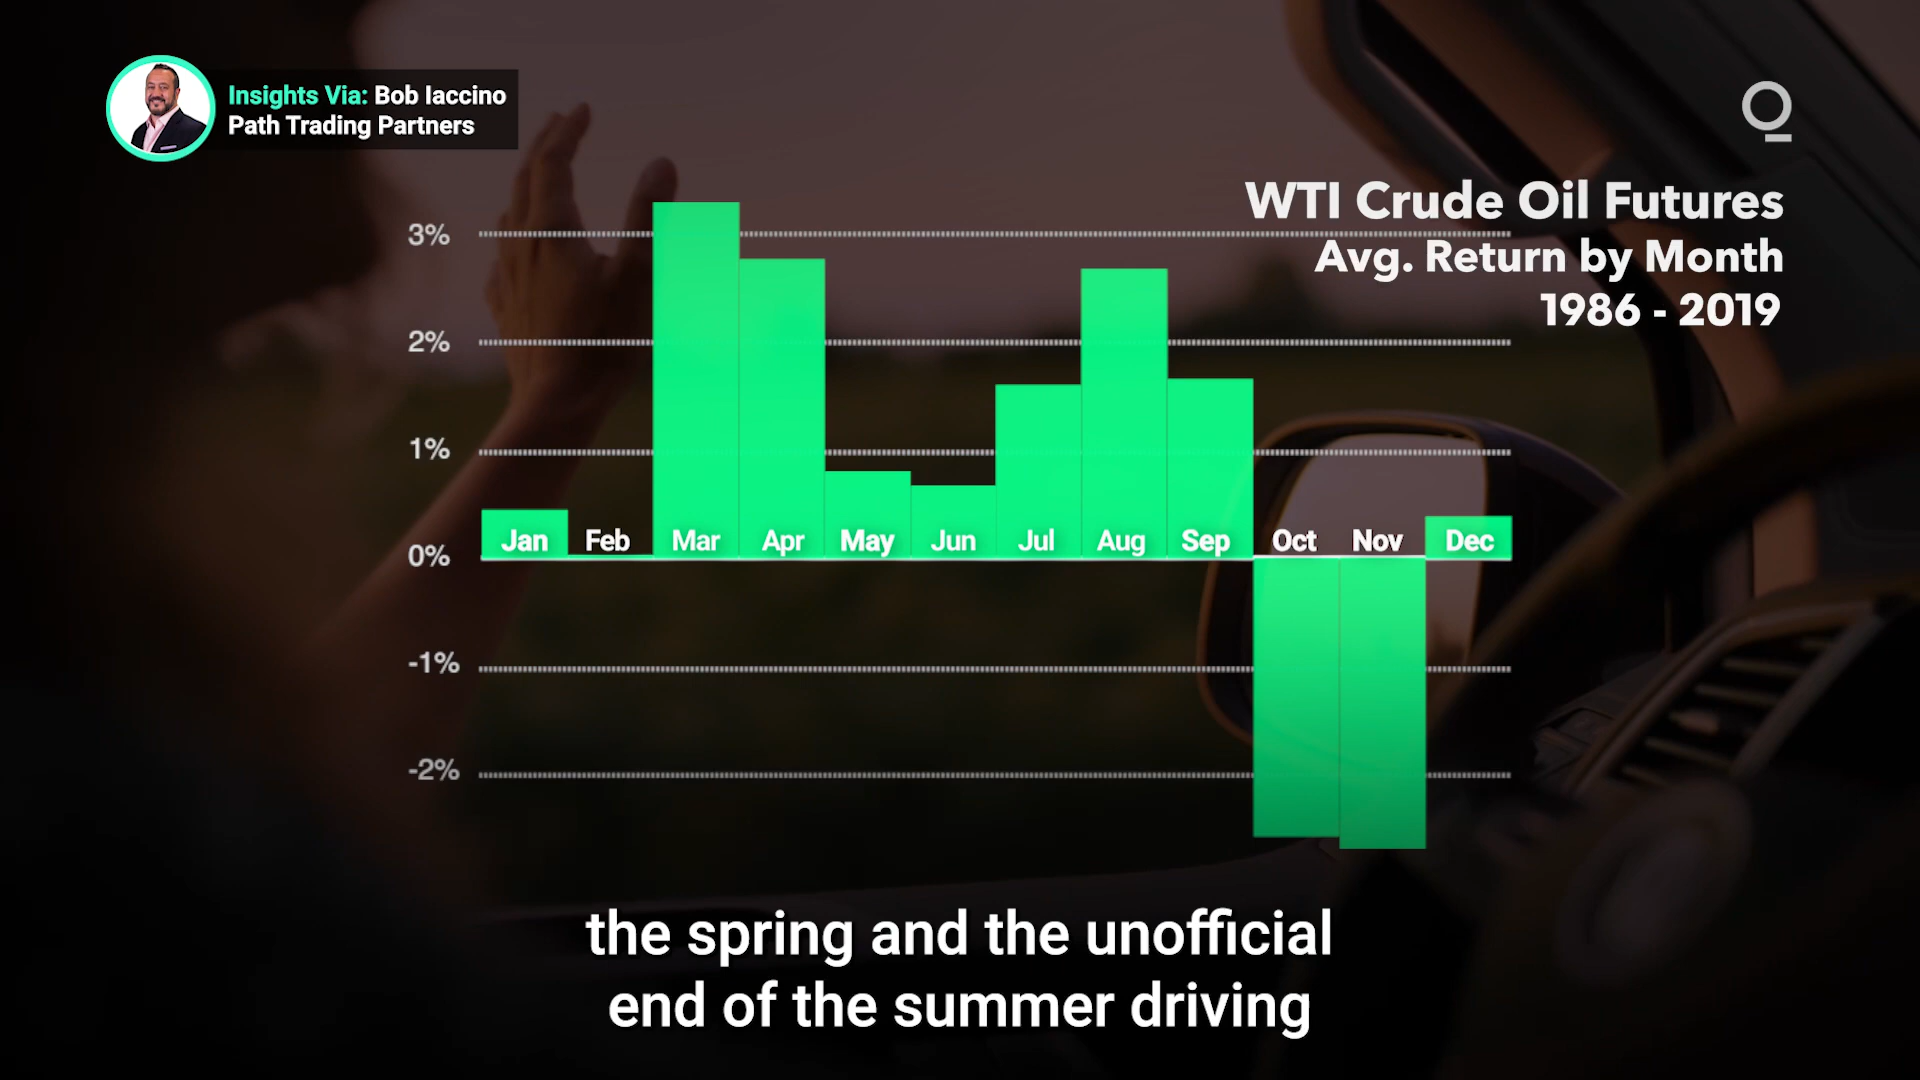 Insights Via: Bob Iaccino
Path Trading Partners
WTI Crude Oil Futures
Avg. Return by Month
1986 - 2019
3%
2%
1%
0%
-1%
-2%
Jan Feb Mar Apr May Jun Jul Aug Sep Oct Nov Dec
the spring and the unofficial
end of the summer driving